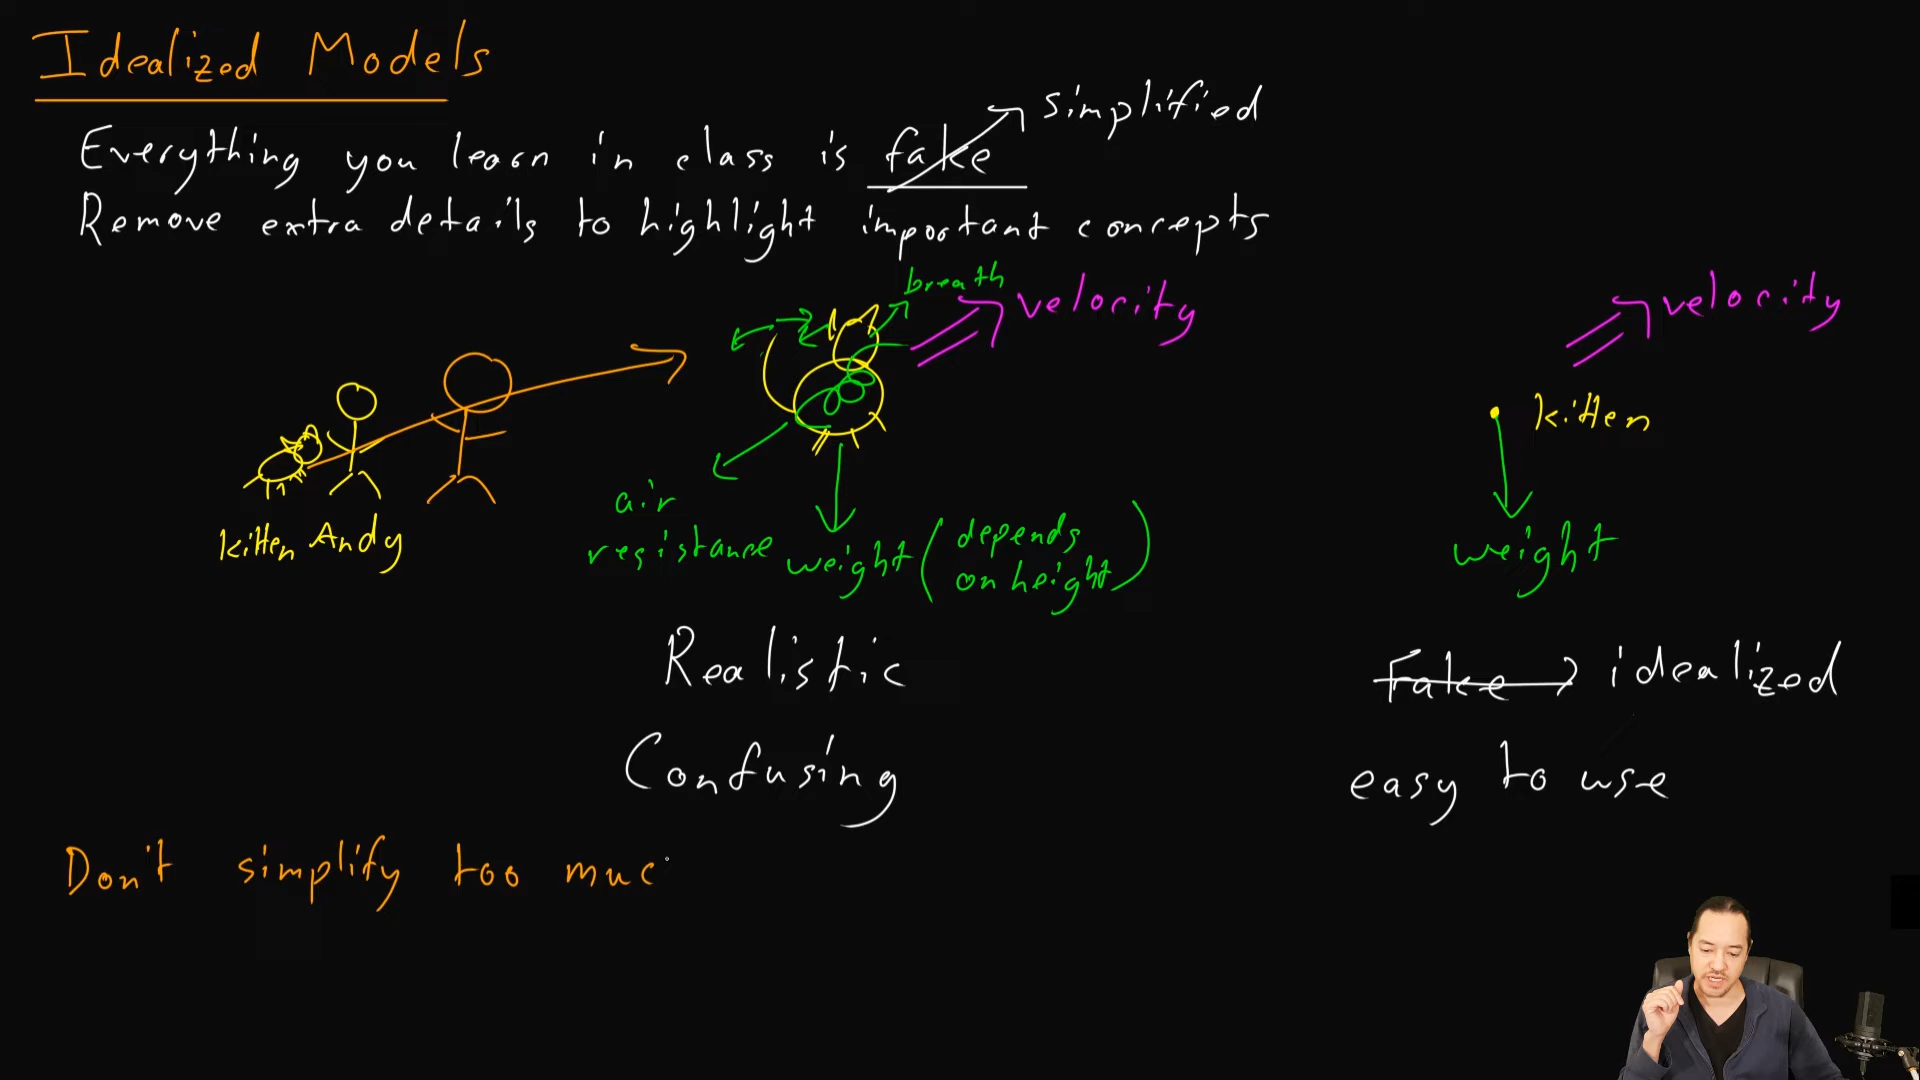 Idealized Models
simplified
Everything you learn in class is fake
Remove extra details to highlight important concepts
breath
velocity
velocity
kitten
kitten Andy
air
resistance
weight (depends
on height)
weight
Realistic
Fake → idealized
Confusing
easy to use
Don't simplify too muc